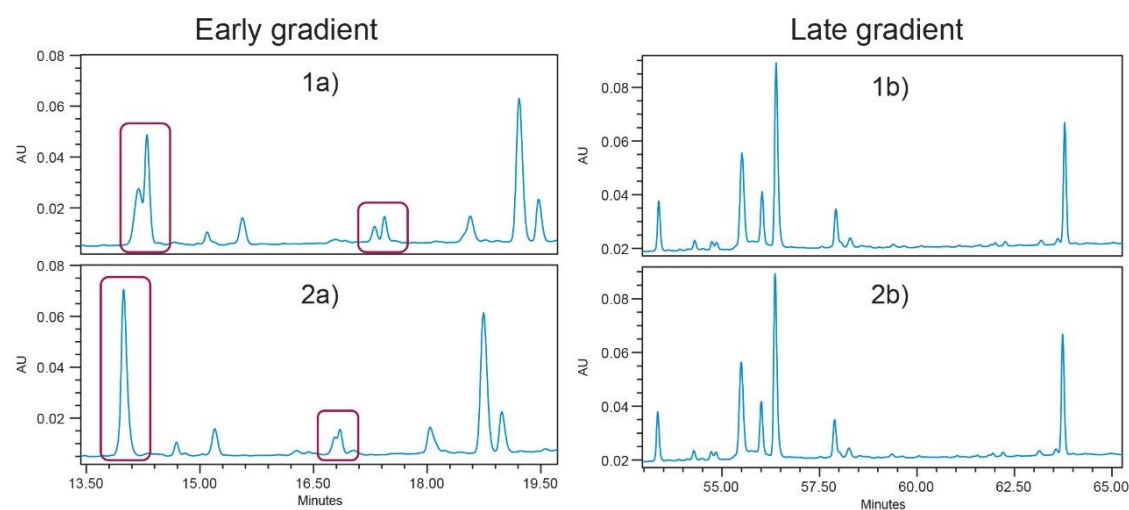 Early gradient
Late gradient
1a)
0.08
0.06
0.04
0.02
AU
1b)
0.08
0.06
0.04
0.02
AU
2a)
0.08
0.06
0.04
0.02
AU
13.50 15.00 16.50 18.00 19.50
Minutes
2b)
0.08
0.06
0.04
0.02
AU
55.00 57.50 60.00 62.50 65.00
Minutes